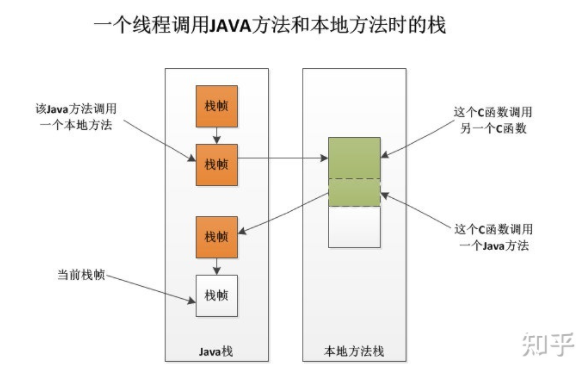 一个线程调用JAVA方法和本地方法时的栈
该Java方法调用
一个本地方法
栈帧
栈帧
栈帧
栈帧
当前栈帧
这个C函数调用
另一个C函数
这个C函数调用
一个Java方法
Java栈
本地方法栈
知乎